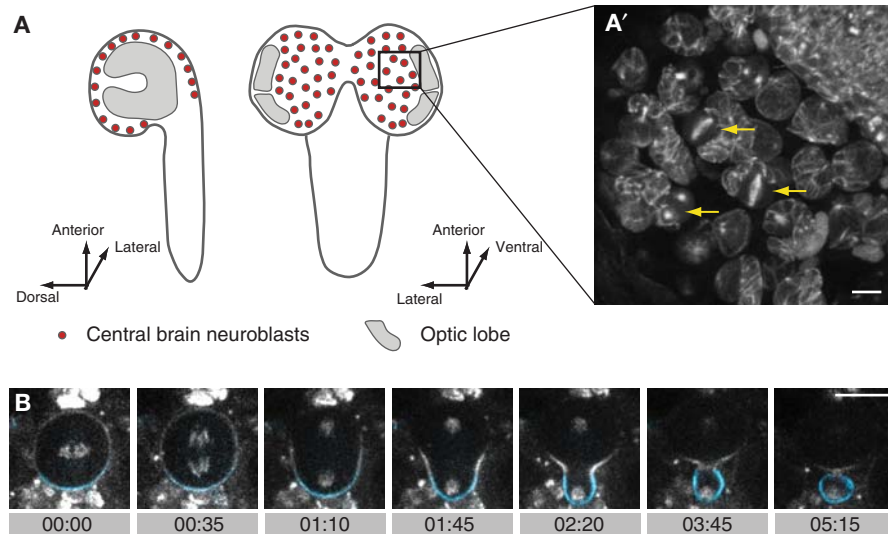 A
A′
Anterior
Lateral
Dorsal
Anterior
Ventral
Lateral
Central brain neuroblasts
Optic lobe
B
00:00
00:35
01:10
01:45
02:20
03:45
05:15